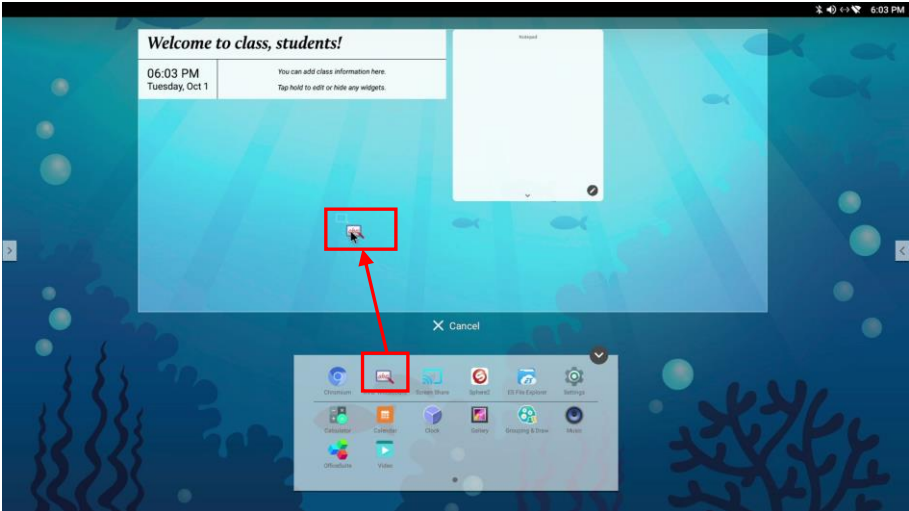 6:03 PM
Welcome to class, students!
06:03 PM
Tuesday, Oct 1
You can add class information here.
Tap hold to edit or hide any widgets.
Notepad
Cancel
Chromium
Screen Share
Sphere2
ES File Explorer
Settings
Calculator
Calendar
Clock
Gallery
Grouping & Draw
Music
OfficeSuite
Video